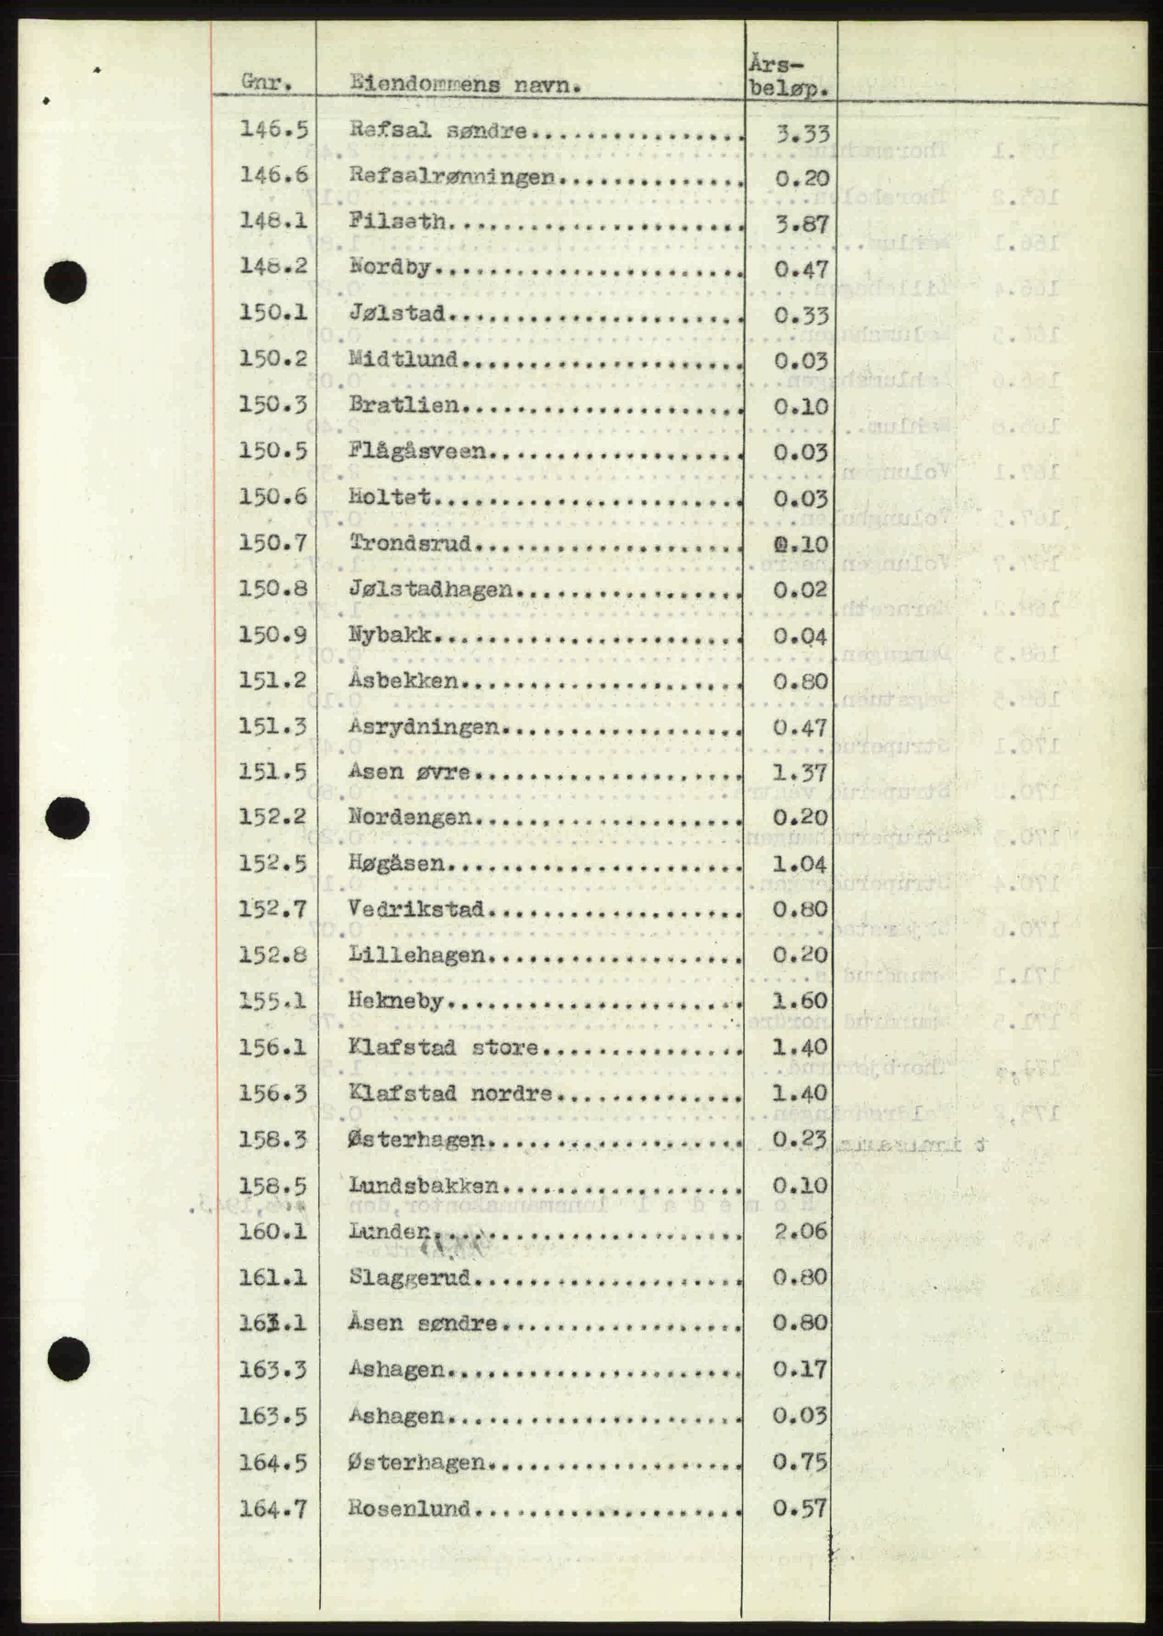 Gnr. Eiendommens navn. Års-
beløp.
146.5 Refsal søndre................ 3.33
146.6 Refsalrønningen.............. 0.20
148.1 Filseth...................... 3.87
148.2 Nordby....................... 0.47
150.1 Jølstad...................... 0.33
150.2 Midtlund..................... 0.03
150.3 Bratlien..................... 0.10
150.5 Flågåsveen................... 0.03
150.6 Holtet....................... 0.03
150.7 Trondsrud.................... 0.10
150.8 Jølstadhagen................. 0.02
150.9 Nybakk....................... 0.04
151.2 Åsbekken..................... 0.80
151.3 Åsrydningen.................. 0.47
151.5 Åsen øvre.................... 1.37
152.2 Nordengen.................... 0.20
152.5 Høgåsen...................... 1.04
152.7 Vedrikstad................... 0.80
152.8 Lillehagen................... 0.20
155.1 Hekneby...................... 1.60
156.1 Klafstad store............... 1.40
156.3 Klafstad nordre.............. 1.40
158.3 Østerhagen................... 0.23
158.5 Lundsbakken.................. 0.10
160.1 Lunder....................... 2.06
161.1 Slaggerud.................... 0.80
163.1 Åsen søndre.................. 0.80
163.3 Åshagen...................... 0.17
163.5 Åshagen...................... 0.03
164.5 Østerhagen................... 0.75
164.7 Rosenlund.................... 0.57